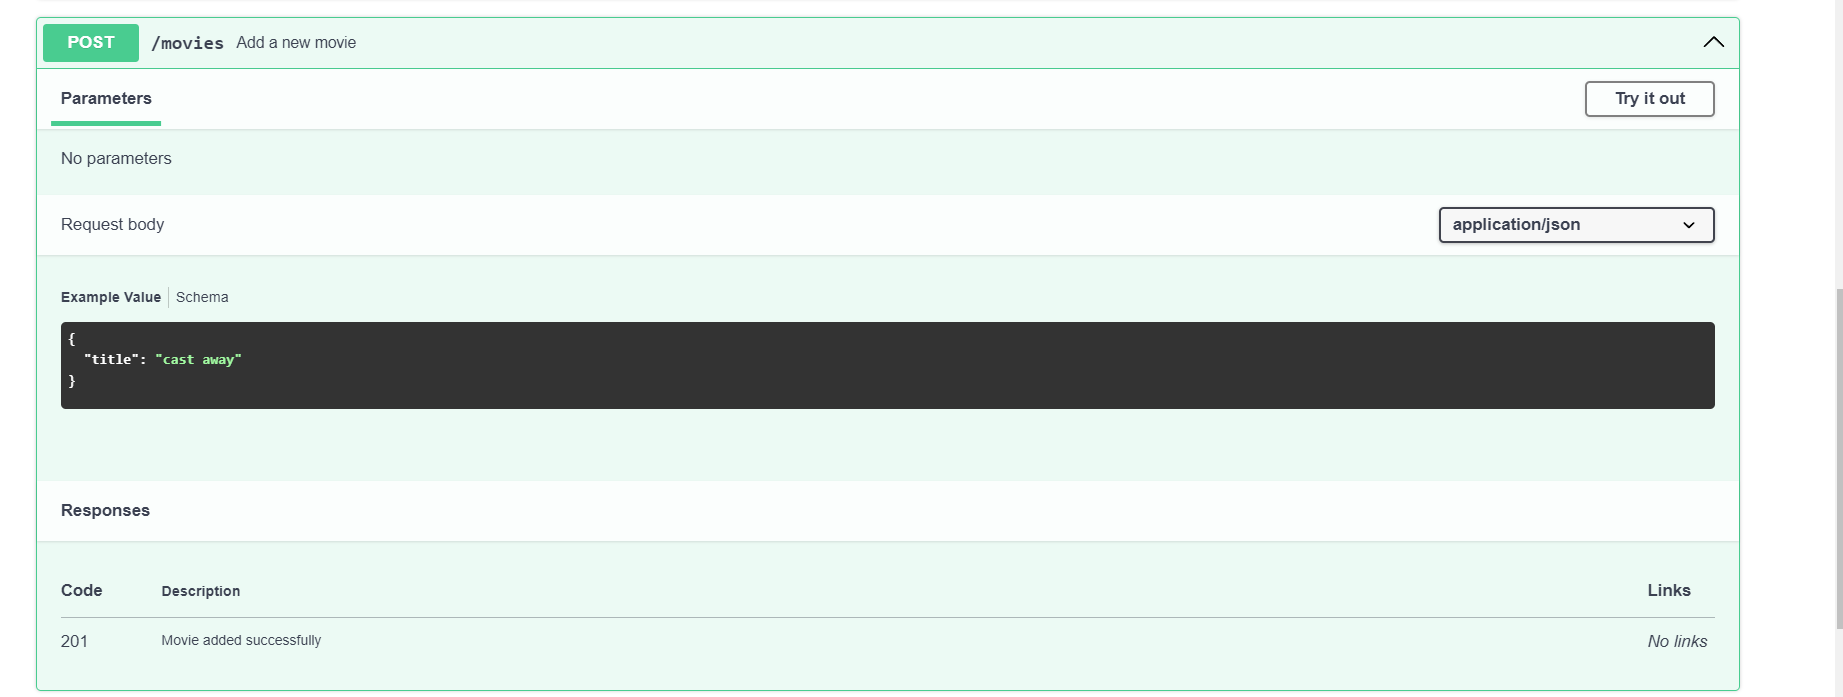 POST /movies Add a new movie
Parameters
Try it out
No parameters
Request body
application/json
Example Value Schema
{
  "title": "cast away"
}
Responses
Code Description Links
201 Movie added successfully No links